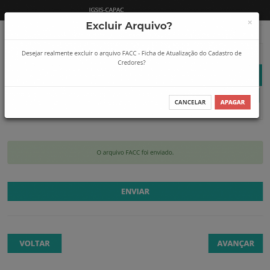 IGSIS-CAPAC
Excluir Arquivo?
×
Desejar realmente excluir o arquivo FACC - Ficha de Atualização do Cadastro de
Credores?
CANCELAR APAGAR
O arquivo FACC foi enviado.
ENVIAR
VOLTAR AVANÇAR